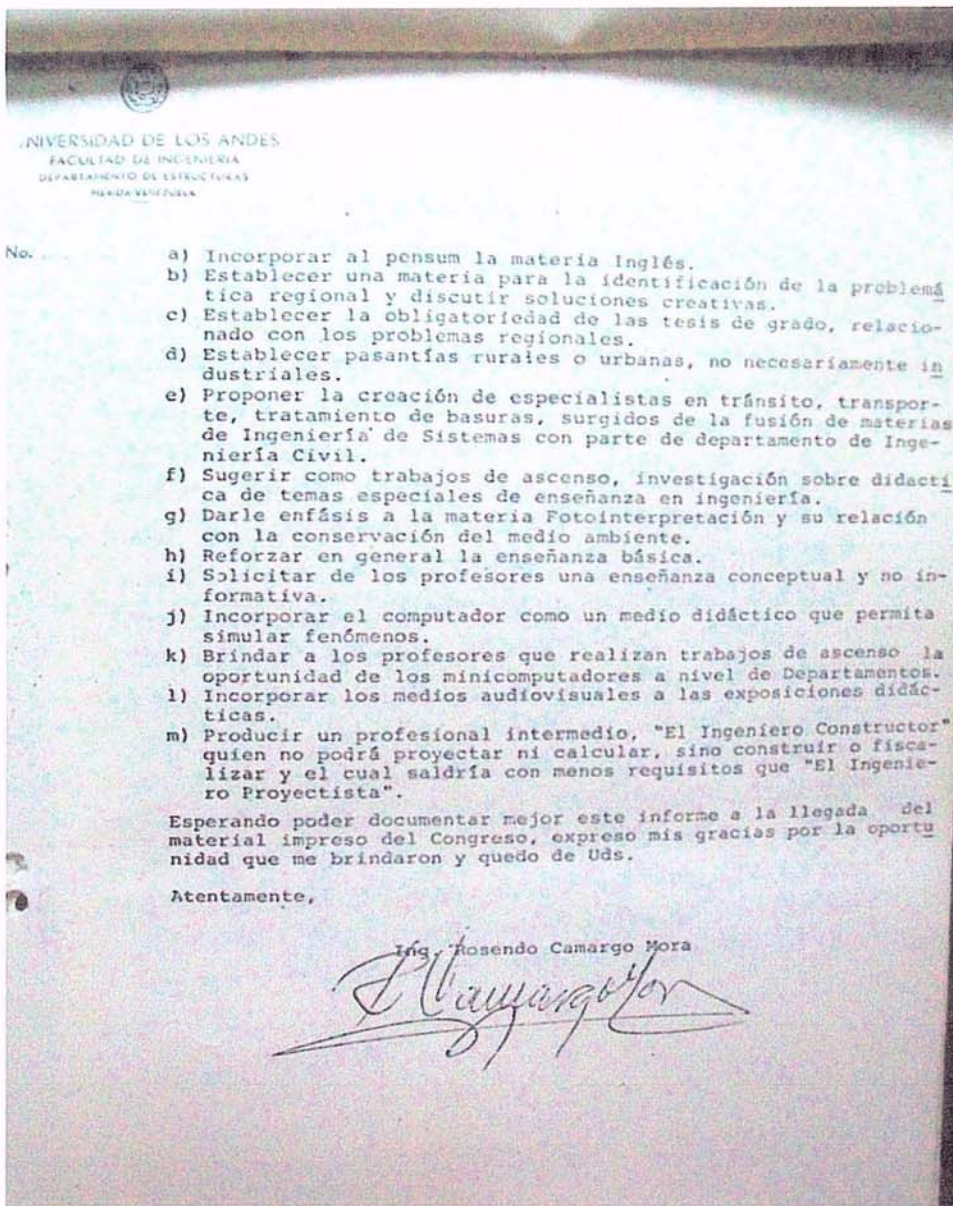 UNIVERSIDAD DE LOS ANDES
FACULTAD DE INGENIERIA
DEPARTAMENTO DE ESTRUCTURAS
MERIDA VENEZUELA
No.
a) Incorporar al pensum la materia Inglés.
b) Establecer una materia para la identificación de la problemá
tica regional y discutir soluciones creativas.
c) Establecer la obligatoriedad de las tesis de grado, relacio-
nado con los problemas regionales.
d) Establecer pasantías rurales o urbanas, no necesariamente in
dustriales.
e) Proponer la creación de especialistas en tránsito, transpor-
te, tratamiento de basuras, surgidos de la fusión de materias
de Ingeniería de Sistemas con parte de departamento de Inge-
niería Civil.
f) Sugerir como trabajos de ascenso, investigación sobre didacti
ca de temas especiales de enseñanza en ingeniería.
g) Darle enfásis a la materia Fotointerpretación y su relación
con la conservación del medio ambiente.
h) Reforzar en general la enseñanza básica.
i) Solicitar de los profesores una enseñanza conceptual y no in-
formativa.
j) Incorporar el computador como un medio didáctico que permita
simular fenómenos.
k) Brindar a los profesores que realizan trabajos de ascenso la
oportunidad de los minicomputadores a nivel de Departamentos.
l) Incorporar los medios audiovisuales a las exposiciones didác-
ticas.
m) Producir un profesional intermedio, "El Ingeniero Constructor"
quien no podrá proyectar ni calcular, sino construir o fisca-
lizar y el cual saldría con menos requisitos que "El Ingenie-
ro Proyectista".
Esperando poder documentar mejor este informe a la llegada del
material impreso del Congreso, expreso mis gracias por la oportu
nidad que me brindaron y quedo de Uds.
Atentamente,
Ing. Rosendo Camargo Mora
R Camargo Mor